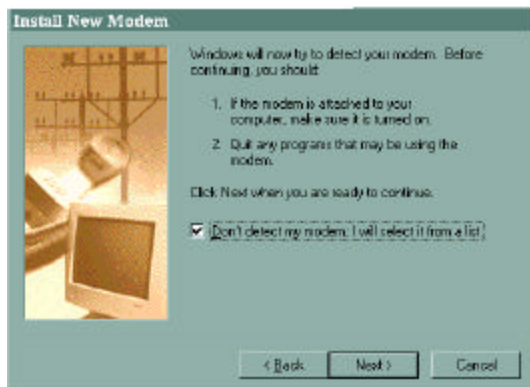 Install New Modem
Windows will now try to detect your modem. Before
continuing, you should:
1. If the modem is attached to your
computer, make sure it is turned on.
2. Quit any programs that may be using the
modem.
Click Next when you are ready to continue.
Don't detect my modem; I will select it from a list.
< Back
Next >
Cancel